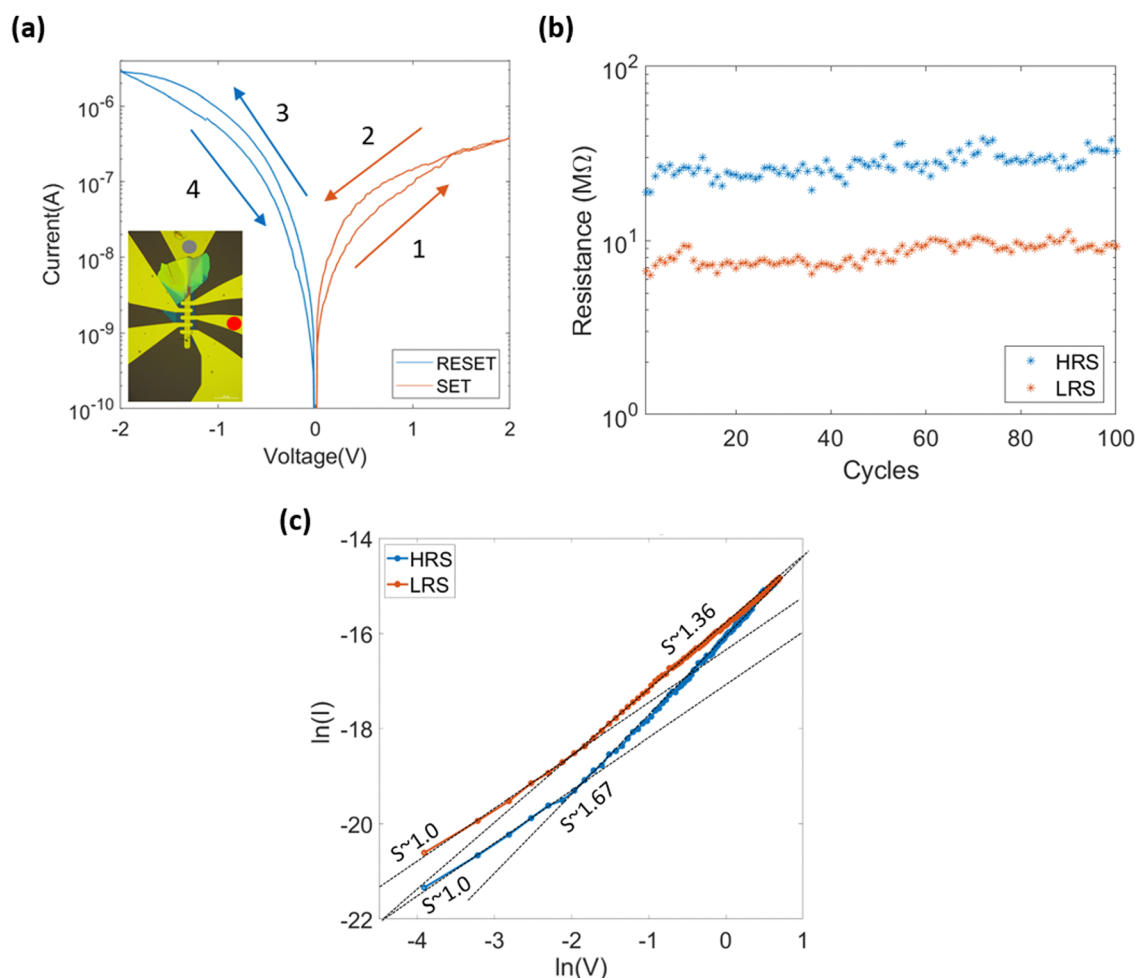 (a)
Current(A)
10^-6
10^-7
10^-8
10^-9
10^-10
3
2
4
1
RESET
SET
-2
-1
0
1
2
Voltage(V)
(b)
Resistance (MΩ)
10^2
10^1
10^0
HRS
LRS
20
40
60
80
100
Cycles
(c)
ln(I)
-14
-16
-18
-20
-22
HRS
LRS
S~1.36
S~1.67
S~1.0
S~1.0
-4
-3
-2
-1
0
1
ln(V)